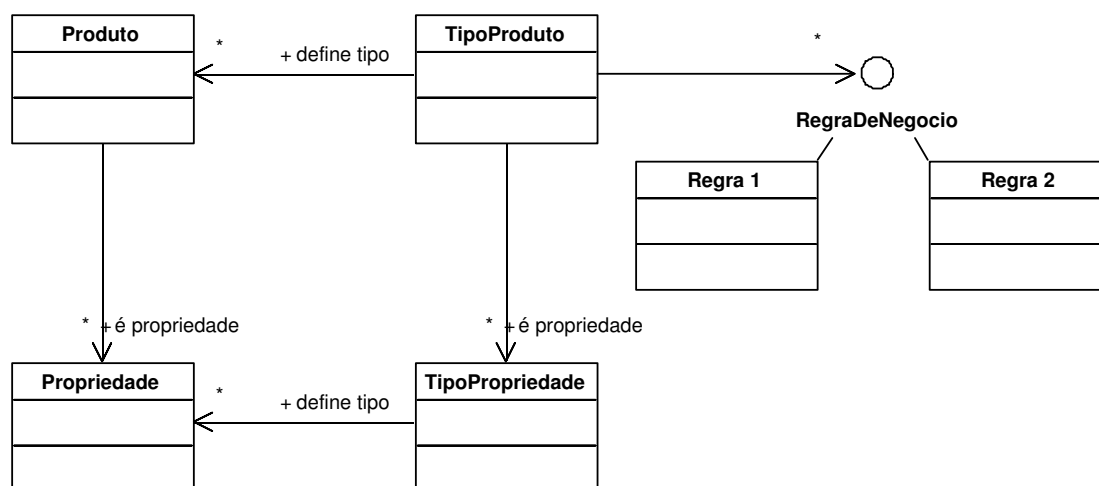 Produto
*
+ define tipo
TipoProduto
*
RegraDeNegocio
Regra 1
Regra 2
* + é propriedade
* + é propriedade
Propriedade
*
+ define tipo
TipoPropriedade